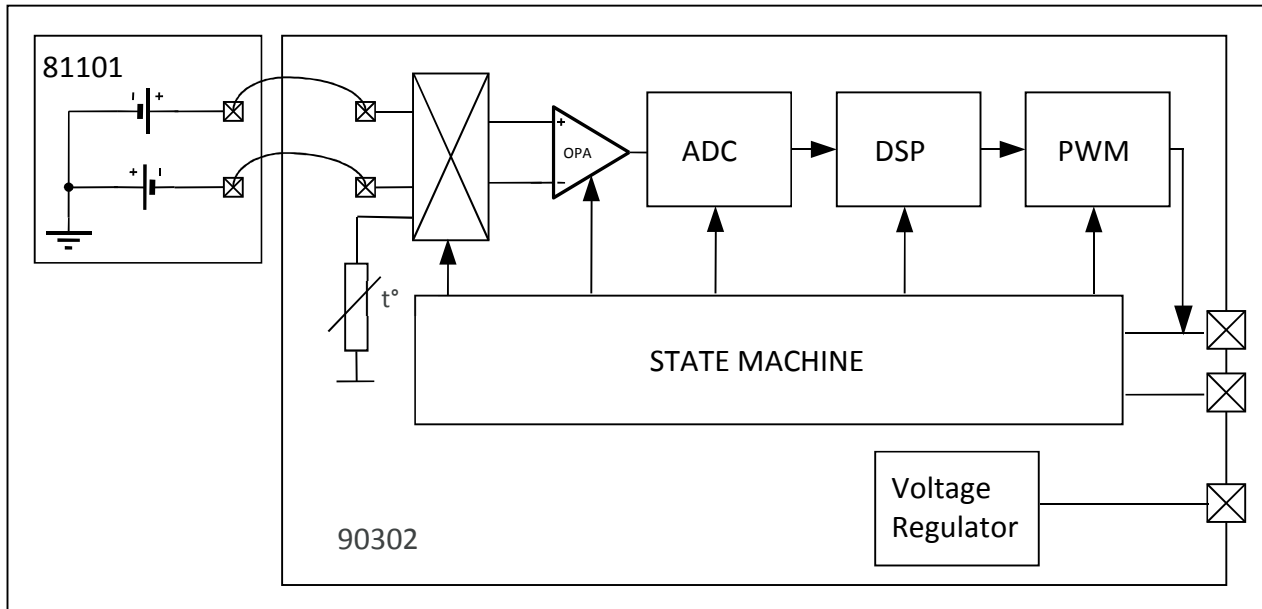 81101
+
+
+
OPA
−
ADC
DSP
PWM
t°
STATE MACHINE
Voltage
Regulator
90302